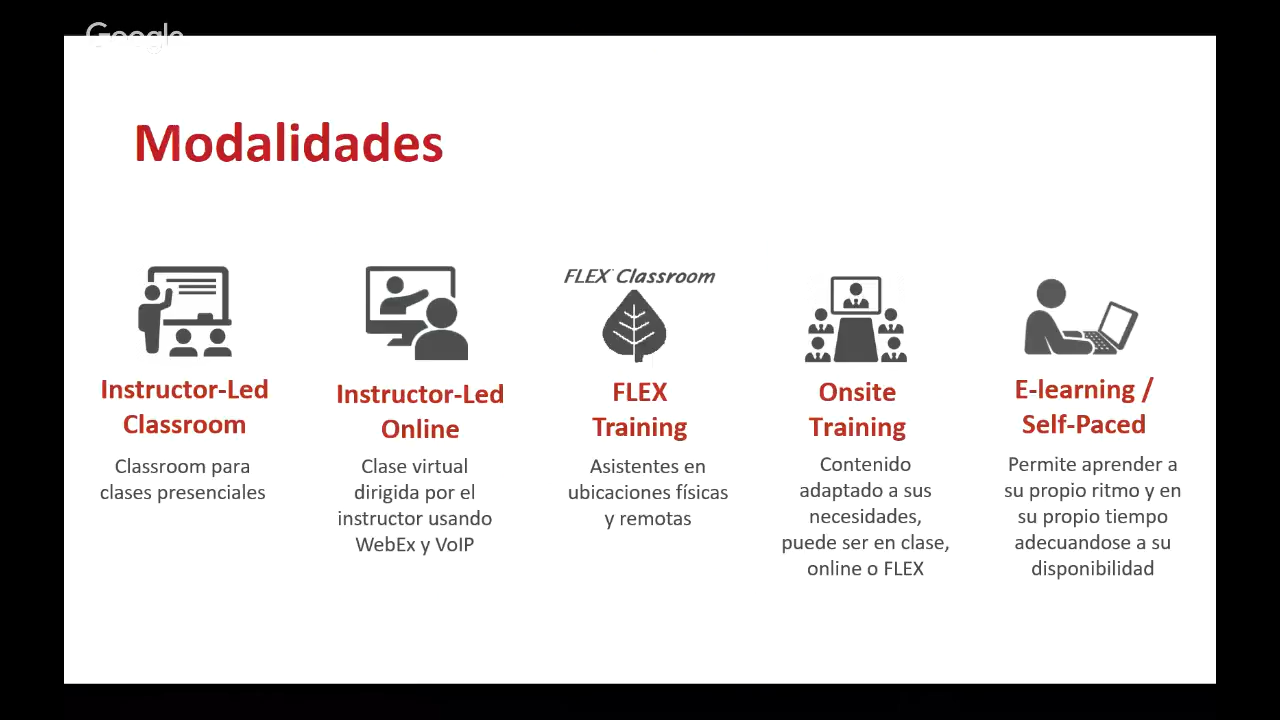 Google
Modalidades
FLEX Classroom
Instructor-Led
Classroom
Classroom para
clases presenciales
Instructor-Led
Online
Clase virtual
dirigida por el
instructor usando
WebEx y VoIP
FLEX
Training
Asistentes en
ubicaciones físicas
y remotas
Onsite
Training
Contenido
adaptado a sus
necesidades,
puede ser en clase,
online o FLEX
E-learning /
Self-Paced
Permite aprender a
su propio ritmo y en
su propio tiempo
adecuandose a su
disponibilidad